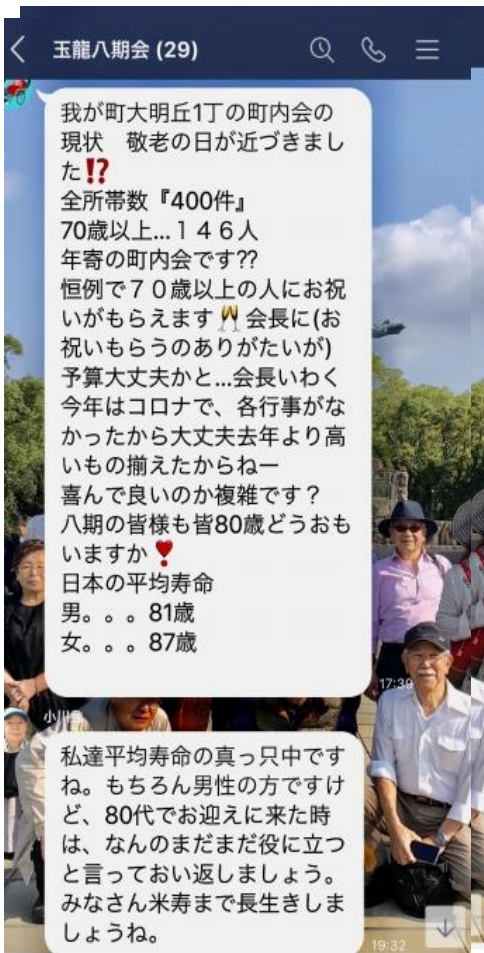 玉龍八期会 (29)
我が町大明丘1丁の町内会の
現状　敬老の日が近づきまし
た⁉️
全所帯数『400件』
70歳以上...１４６人
年寄の町内会です??
恒例で７０歳以上の人にお祝
いがもらえます🥂会長に(お
祝いもらうのありがたいが)
予算大丈夫かと...会長いわく
今年はコロナで、各行事がな
かったから大丈夫去年より高
いもの揃えたからねー
喜んで良いのか複雑です？
八期の皆様も皆80歳どうおも
いますか❣️
日本の平均寿命
男。。。81歳
女。。。87歳
17:39
私達平均寿命の真っ只中です
ね。もちろん男性の方ですけ
ど、80代でお迎えに来た時
は、なんのまだまだ役に立つ
と言っておい返しましょう。
みなさん米寿まで長生きしま
しょうね。
19:32